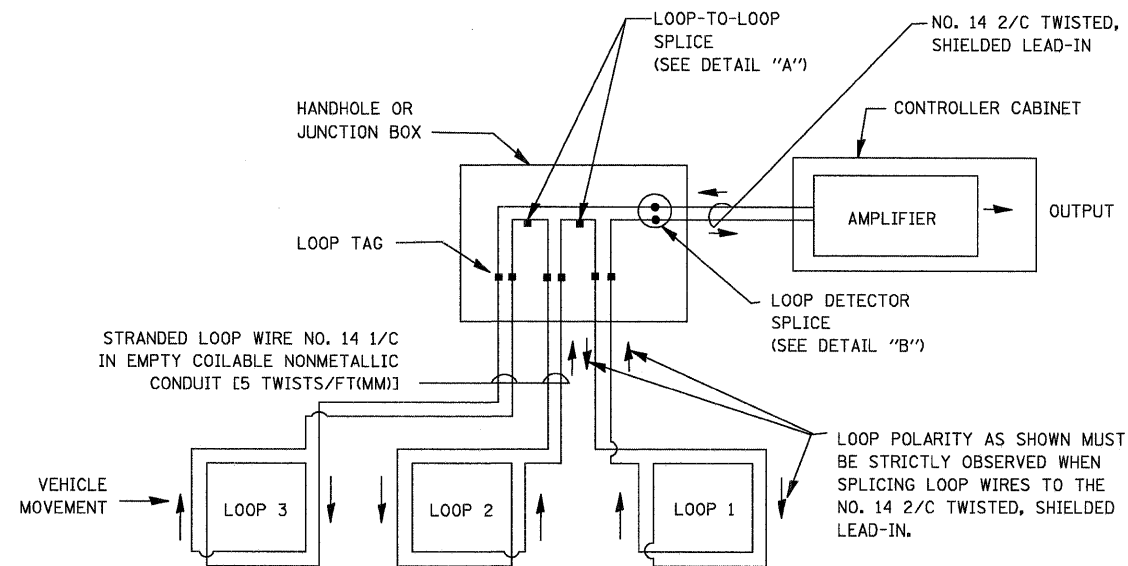 LOOP-TO-LOOP
SPLICE
(SEE DETAIL "A")
NO. 14 2/C TWISTED,
SHIELDED LEAD-IN
HANDHOLE OR
JUNCTION BOX
CONTROLLER CABINET
AMPLIFIER
OUTPUT
LOOP TAG
LOOP DETECTOR
SPLICE
(SEE DETAIL "B")
STRANDED LOOP WIRE NO. 14 1/C
IN EMPTY COILABLE NONMETALLIC
CONDUIT [5 TWISTS/FT(MM)]
LOOP POLARITY AS SHOWN MUST
BE STRICTLY OBSERVED WHEN
SPLICING LOOP WIRES TO THE
NO. 14 2/C TWISTED, SHIELDED
LEAD-IN.
VEHICLE
MOVEMENT
LOOP 3
LOOP 2
LOOP 1